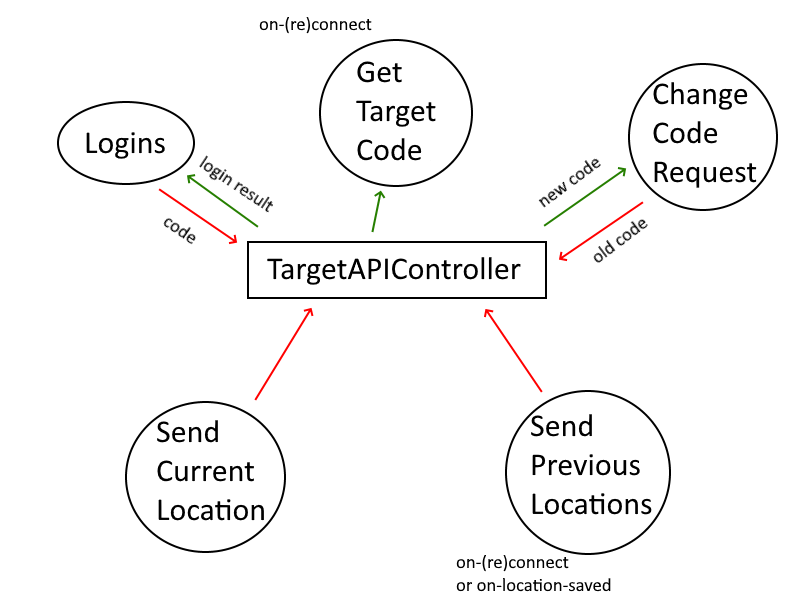 on-(re)connect
Get
Target
Code
Change
Code
Request
Logins
login result
code
new code
old code
TargetAPIController
Send
Current
Location
Send
Previous
Locations
on-(re)connect
or on-location-saved